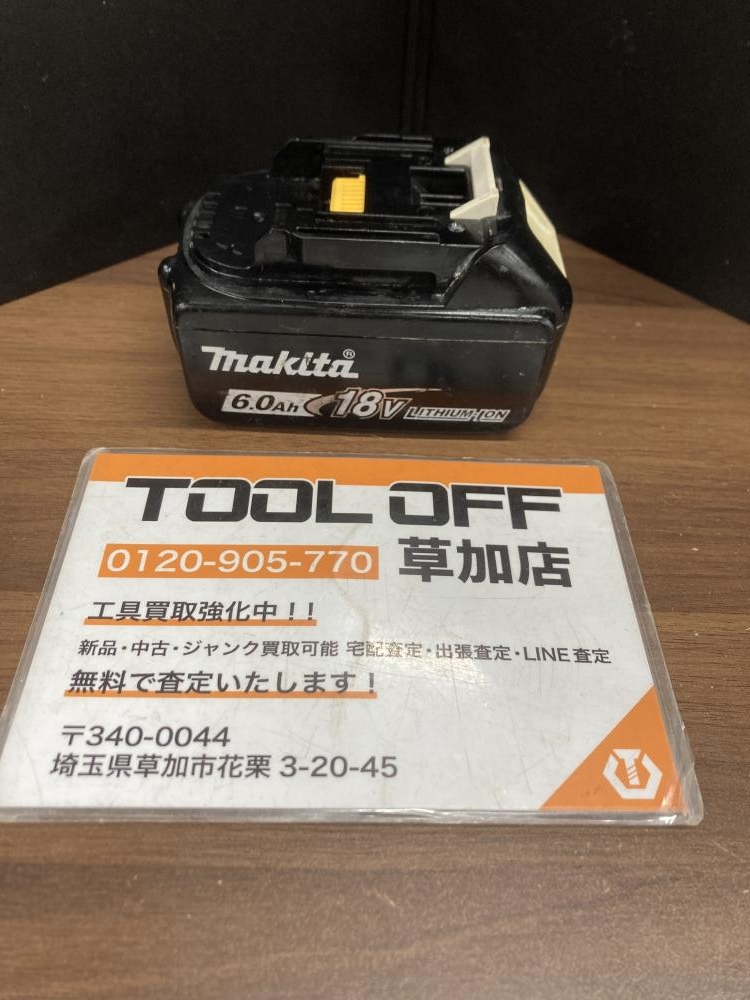 makita®
6.0Ah 18V LITHIUM-ION
TOOL OFF
0120-905-770 草加店
工具買取強化中!!
新品・中古・ジャンク買取可能 宅配査定・出張査定・LINE査定
無料で査定いたします!
〒340-0044
埼玉県草加市花栗 3-20-45